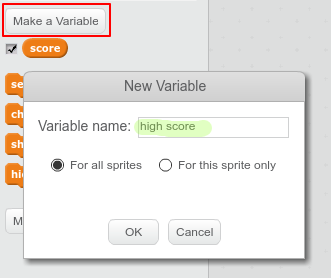 Make a Variable
score
New Variable
se
Variable name: high score
ch
sh
For all sprites For this sprite only
hi
M
OK Cancel